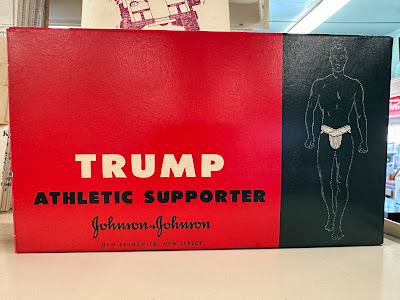 TRUMP
ATHLETIC SUPPORTER
Johnson & Johnson
NEW BRUNSWICK, NEW JERSEY